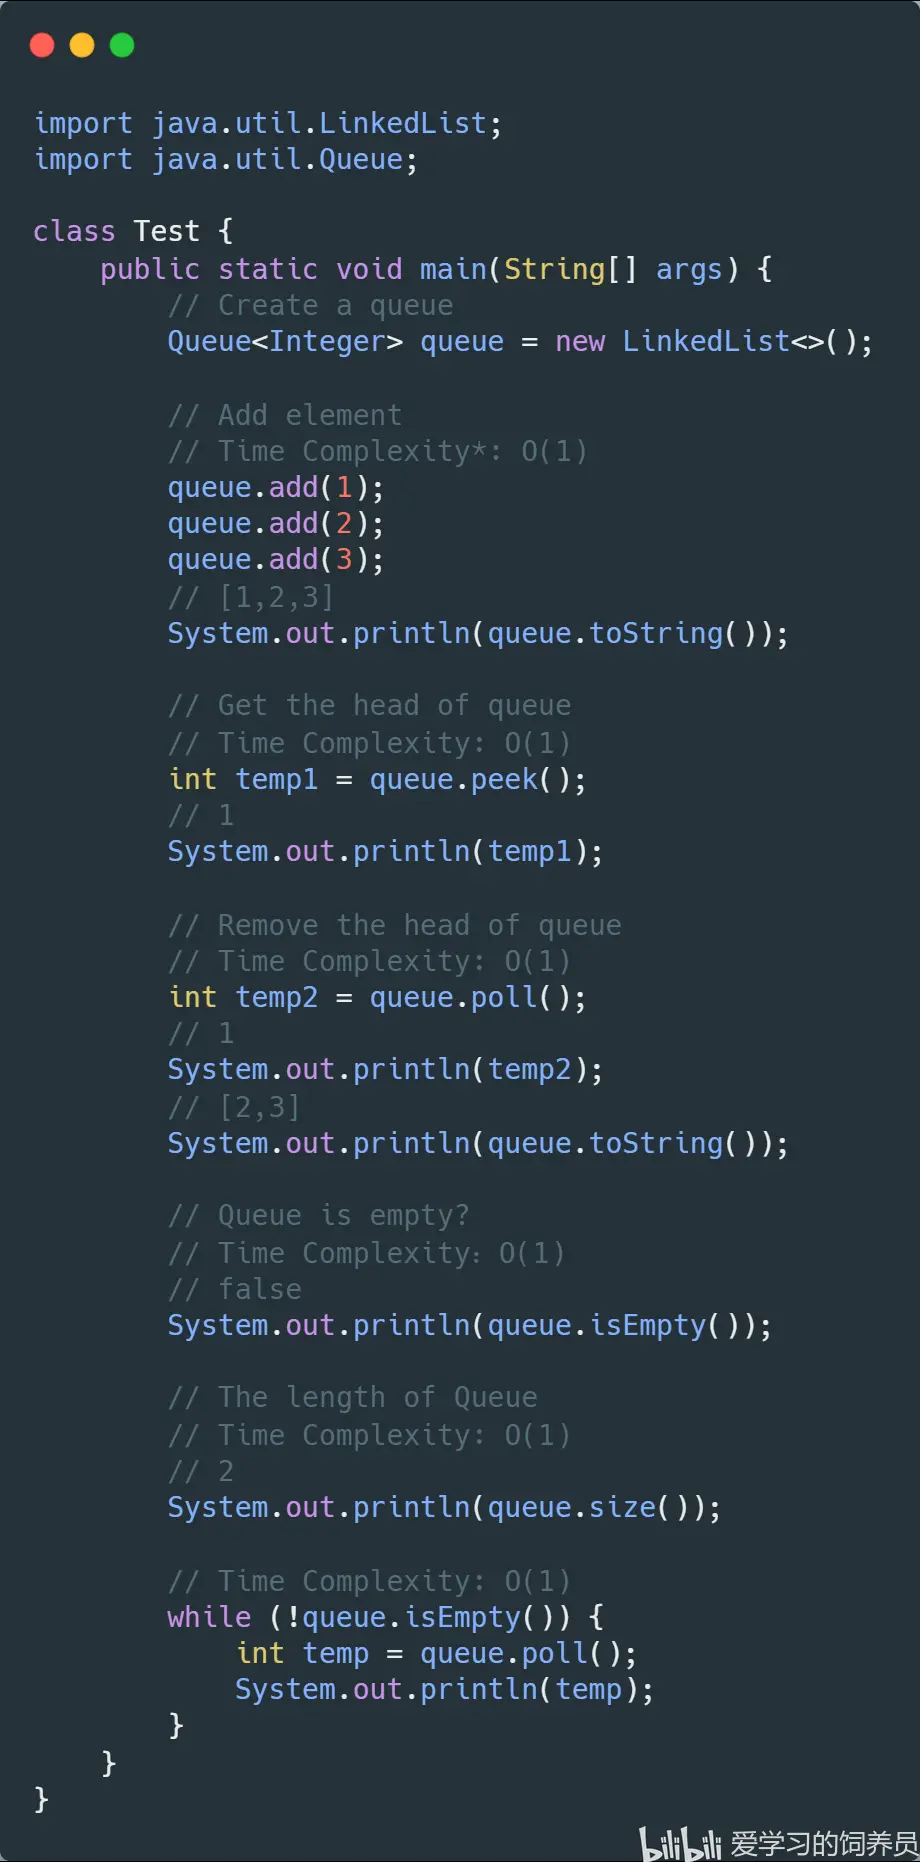 import java.util.LinkedList;
import java.util.Queue;
class Test {
    public static void main(String[] args) {
        // Create a queue
        Queue<Integer> queue = new LinkedList<>();
        // Add element
        // Time Complexity*: O(1)
        queue.add(1);
        queue.add(2);
        queue.add(3);
        // [1,2,3]
        System.out.println(queue.toString());
        // Get the head of queue
        // Time Complexity: O(1)
        int temp1 = queue.peek();
        // 1
        System.out.println(temp1);
        // Remove the head of queue
        // Time Complexity: O(1)
        int temp2 = queue.poll();
        // 1
        System.out.println(temp2);
        // [2,3]
        System.out.println(queue.toString());
        // Queue is empty?
        // Time Complexity：O(1)
        // false
        System.out.println(queue.isEmpty());
        // The length of Queue
        // Time Complexity: O(1)
        // 2
        System.out.println(queue.size());
        // Time Complexity: O(1)
        while (!queue.isEmpty()) {
            int temp = queue.poll();
            System.out.println(temp);
        }
    }
}
bilibili 爱学习的饲养员